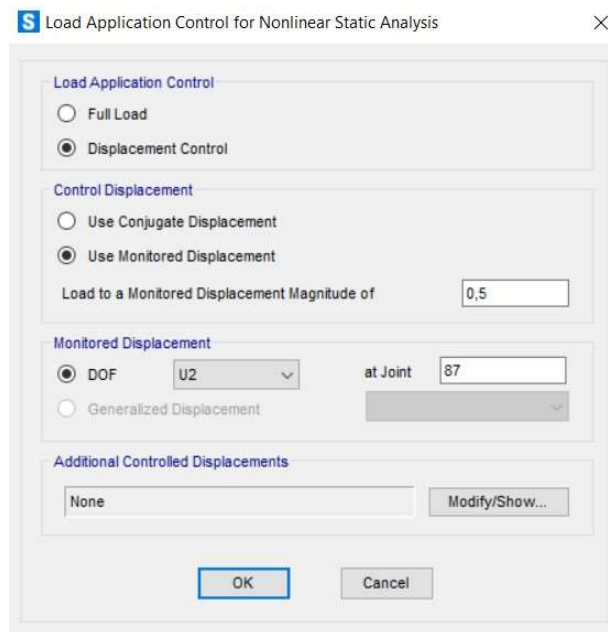 S Load Application Control for Nonlinear Static Analysis
Load Application Control
Full Load
Displacement Control
Control Displacement
Use Conjugate Displacement
Use Monitored Displacement
Load to a Monitored Displacement Magnitude of 0,5
Monitored Displacement
DOF U2 at Joint 87
Generalized Displacement
Additional Controlled Displacements
None Modify/Show...
OK Cancel